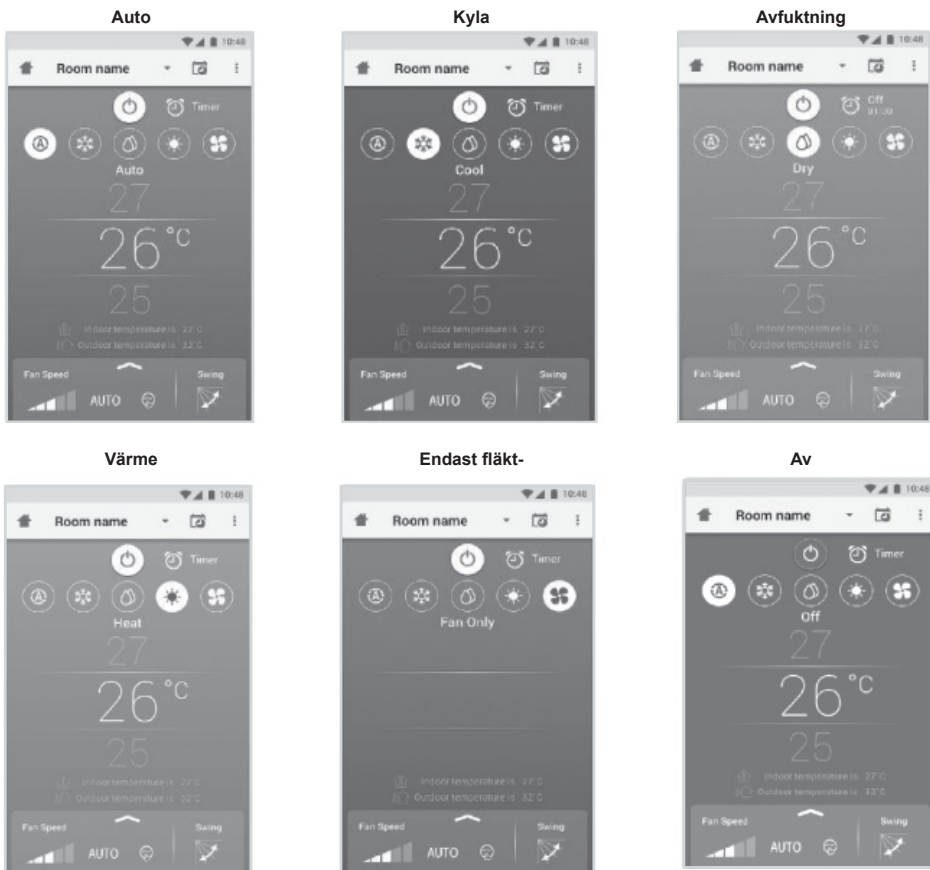 Auto
10:48
Room name
Timer
Auto
27
26°C
25
Indoor temperature is 27°C
Outdoor temperature is 32°C
Fan Speed
Swing
AUTO
Kyla
10:48
Room name
Timer
Cool
27
26°C
25
Indoor temperature is 27°C
Outdoor temperature is 32°C
Fan Speed
Swing
AUTO
Avfuktning
10:48
Room name
Off
01:30
Dry
27
26°C
25
Indoor temperature is 27°C
Outdoor temperature is 32°C
Fan Speed
Swing
AUTO
Värme
10:48
Room name
Timer
Heat
27
26°C
25
Indoor temperature is 27°C
Outdoor temperature is 32°C
Fan Speed
Swing
AUTO
Endast fläkt-
10:48
Room name
Timer
Fan Only
Indoor temperature is 27°C
Outdoor temperature is 32°C
Fan Speed
Swing
AUTO
Av
10:48
Room name
Timer
Off
27
26°C
25
Indoor temperature is 27°C
Outdoor temperature is 32°C
Fan Speed
Swing
AUTO